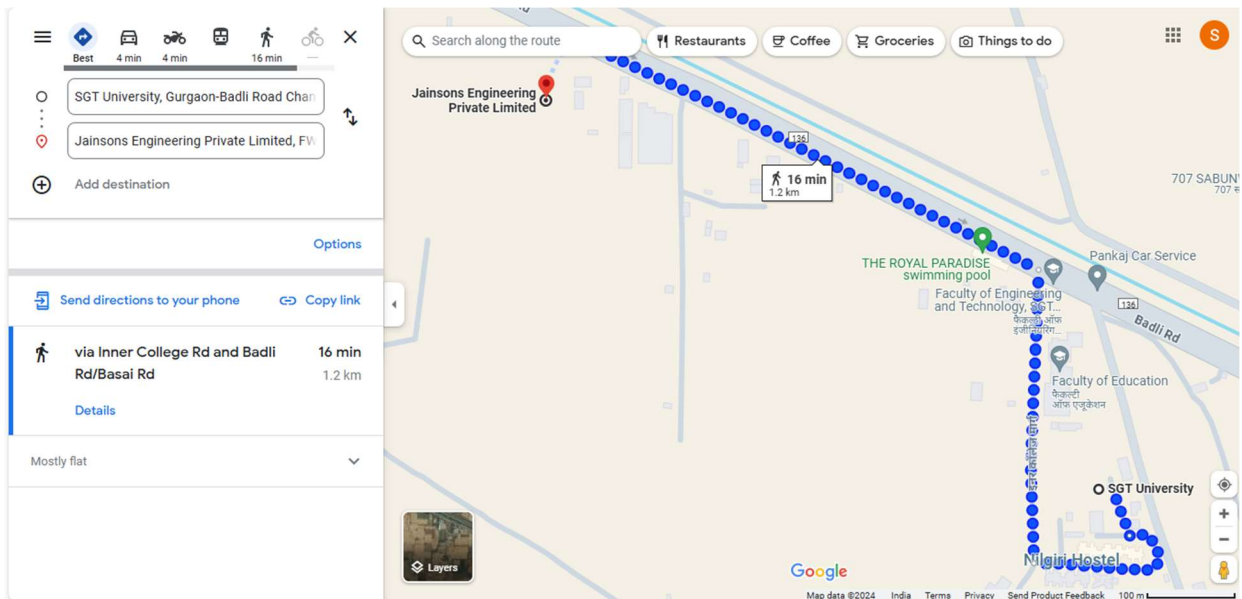 Best
4 min
4 min
16 min
SGT University, Gurgaon-Badli Road Chan
Jainsons Engineering Private Limited, FW
Add destination
Options
Send directions to your phone
Copy link
via Inner College Rd and Badli
Rd/Basai Rd
16 min
1.2 km
Details
Mostly flat
Search along the route
Restaurants
Coffee
Groceries
Things to do
S
Jainsons Engineering
Private Limited
136
16 min
1.2 km
707 SABUN
707 स
THE ROYAL PARADISE
swimming pool
Pankaj Car Service
Faculty of Engineering
and Technology, SGT...
फैकल्टी ऑफ़
इंजीनियरिंग...
136
Badli Rd
Faculty of Education
फैकल्टी
ऑफ़ एजुकेशन
इनर कॉलेज मार्ग
SGT University
Nilgiri Hostel
Layers
Google
Map data ©2024 India Terms Privacy Send Product Feedback 100 m